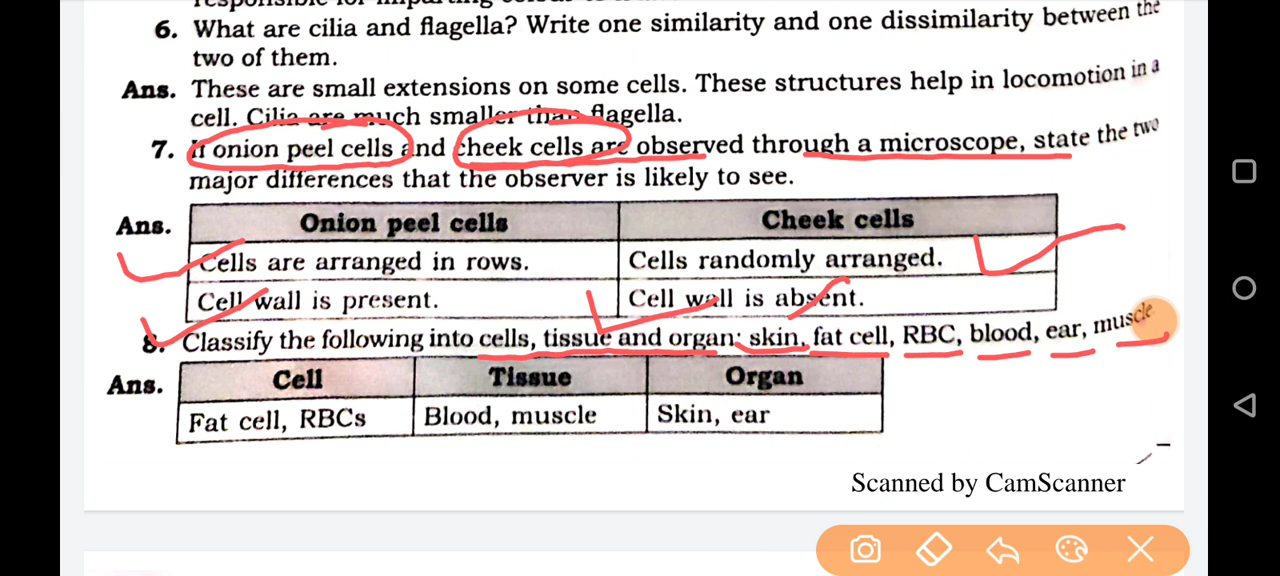 6. What are cilia and flagella? Write one similarity and one dissimilarity between the
two of them.
Ans. These are small extensions on some cells. These structures help in locomotion in a
cell. Cilia are much smaller than flagella.
7. If onion peel cells and cheek cells are observed through a microscope, state the two
major differences that the observer is likely to see.
Ans. Onion peel cells Cheek cells
Cells are arranged in rows. Cells randomly arranged.
Cell wall is present. Cell wall is absent.
8. Classify the following into cells, tissue and organ: skin, fat cell, RBC, blood, ear, muscle
Ans. Cell Tissue Organ
Fat cell, RBCs Blood, muscle Skin, ear
Scanned by CamScanner